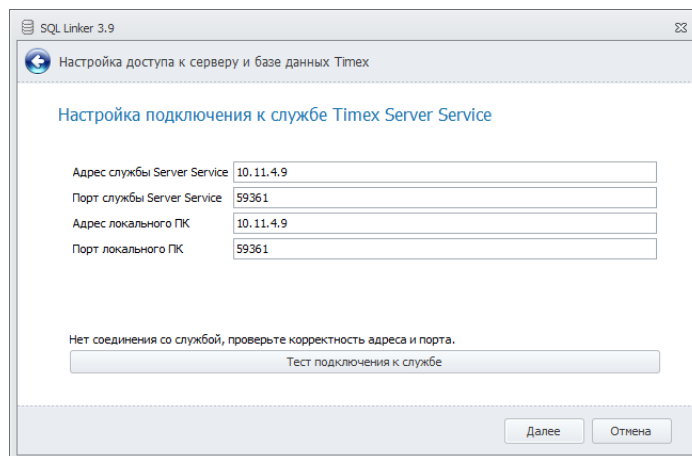 SQL Linker 3.9
Настройка доступа к серверу и базе данных Timex
Настройка подключения к службе Timex Server Service
Адрес службы Server Service 10.11.4.9
Порт службы Server Service 59361
Адрес локального ПК 10.11.4.9
Порт локального ПК 59361
Нет соединения со службой, проверьте корректность адреса и порта.
Тест подключения к службе
Далее Отмена